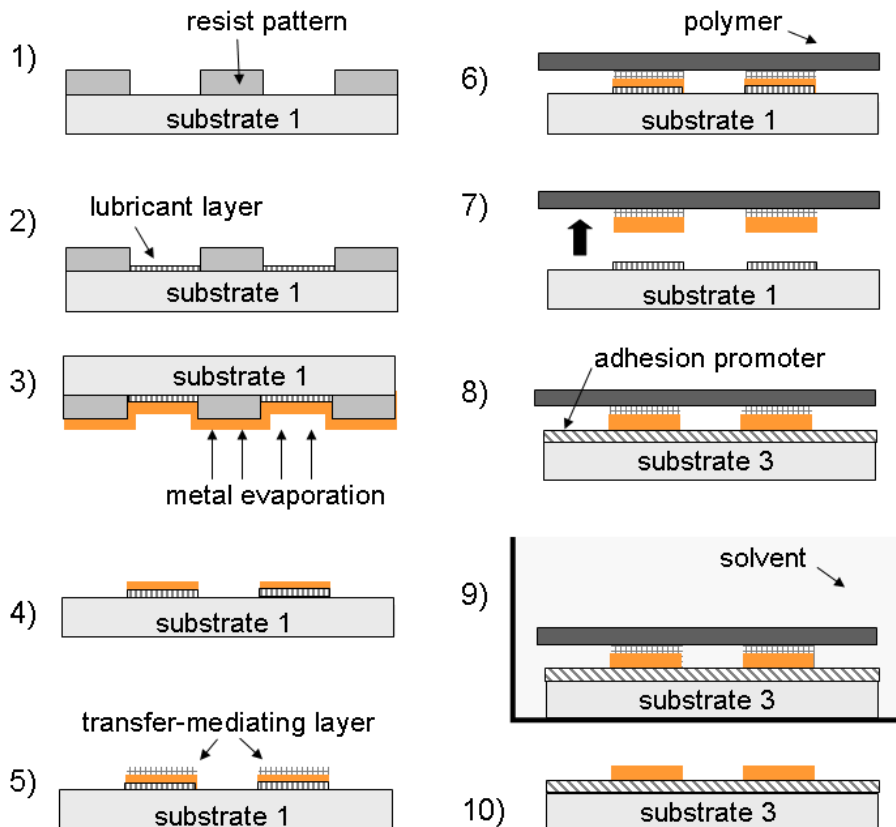 1)
resist pattern
substrate 1
2)
lubricant layer
substrate 1
3)
substrate 1
metal evaporation
4)
substrate 1
5)
transfer-mediating layer
substrate 1
6)
polymer
substrate 1
7)
substrate 1
8)
adhesion promoter
substrate 3
9)
solvent
substrate 3
10)
substrate 3